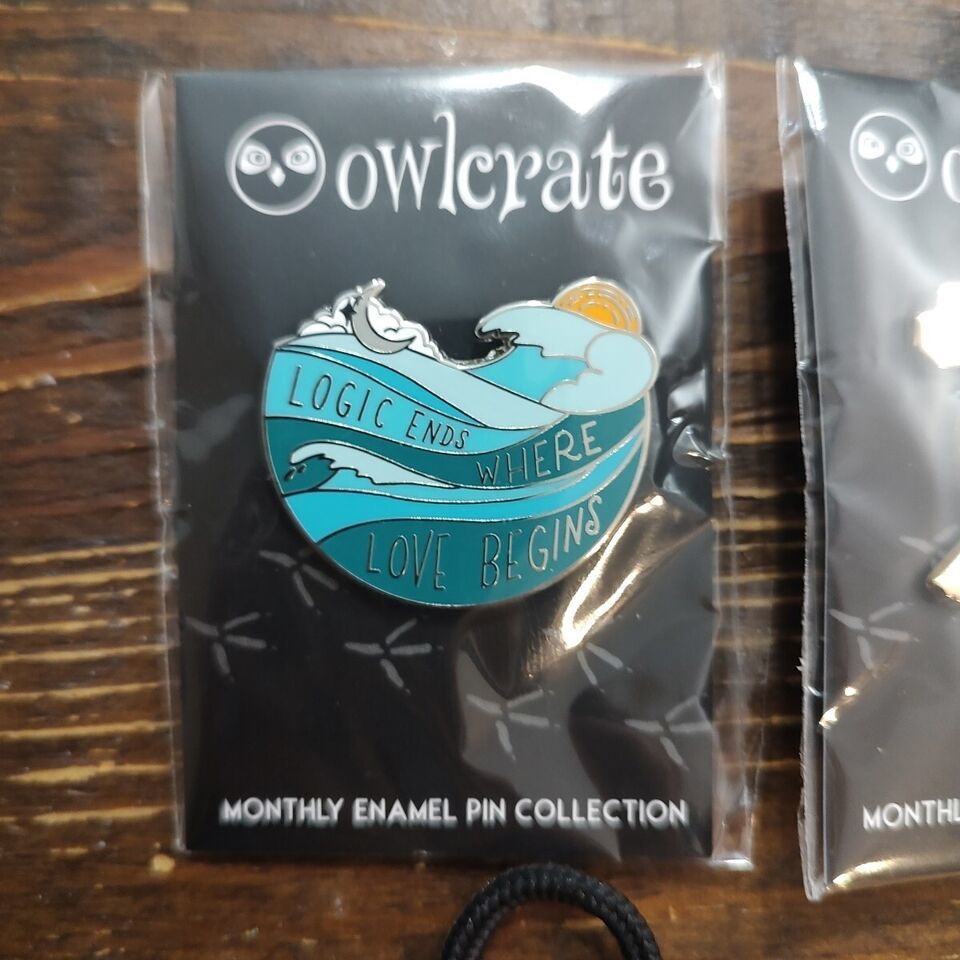 owlcrate
LOGIC ENDS
WHERE
LOVE BEGINS
MONTHLY ENAMEL PIN COLLECTION